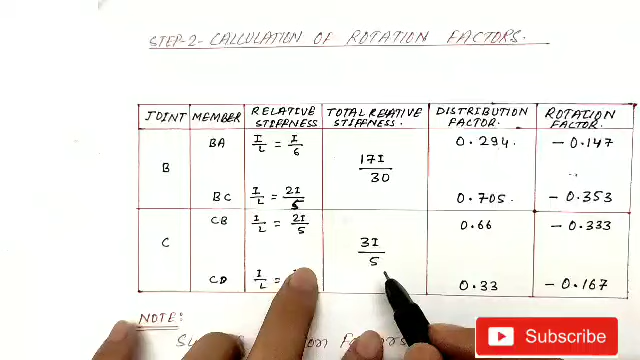 STEP-2- CALCULATION OF ROTATION FACTORS.
JOINT MEMBER RELATIVE STIFFNESS TOTAL RELATIVE STIFFNESS. DISTRIBUTION FACTOR. ROTATION FACTOR.
BA I/L = I/6 0.294. - 0.147
B 17I/30
BC I/L = 2I/5 0.705. - 0.353
CB I/L = 2I/5 0.66 - 0.333
C 3I/5
CD I/L = 0.33 - 0.167
NOTE:
Subscribe